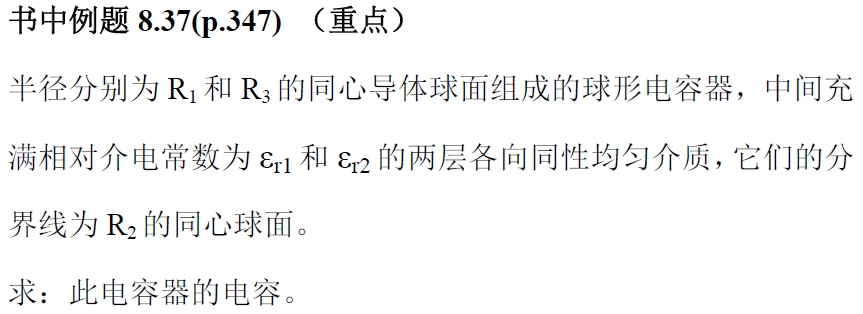 书中例题 8.37(p.347) （重点）
半径分别为 R₁ 和 R₃ 的同心导体球面组成的球形电容器，中间充
满相对介电常数为 εr1 和 εr2 的两层各向同性均匀介质，它们的分
界线为 R₂ 的同心球面。
求：此电容器的电容。